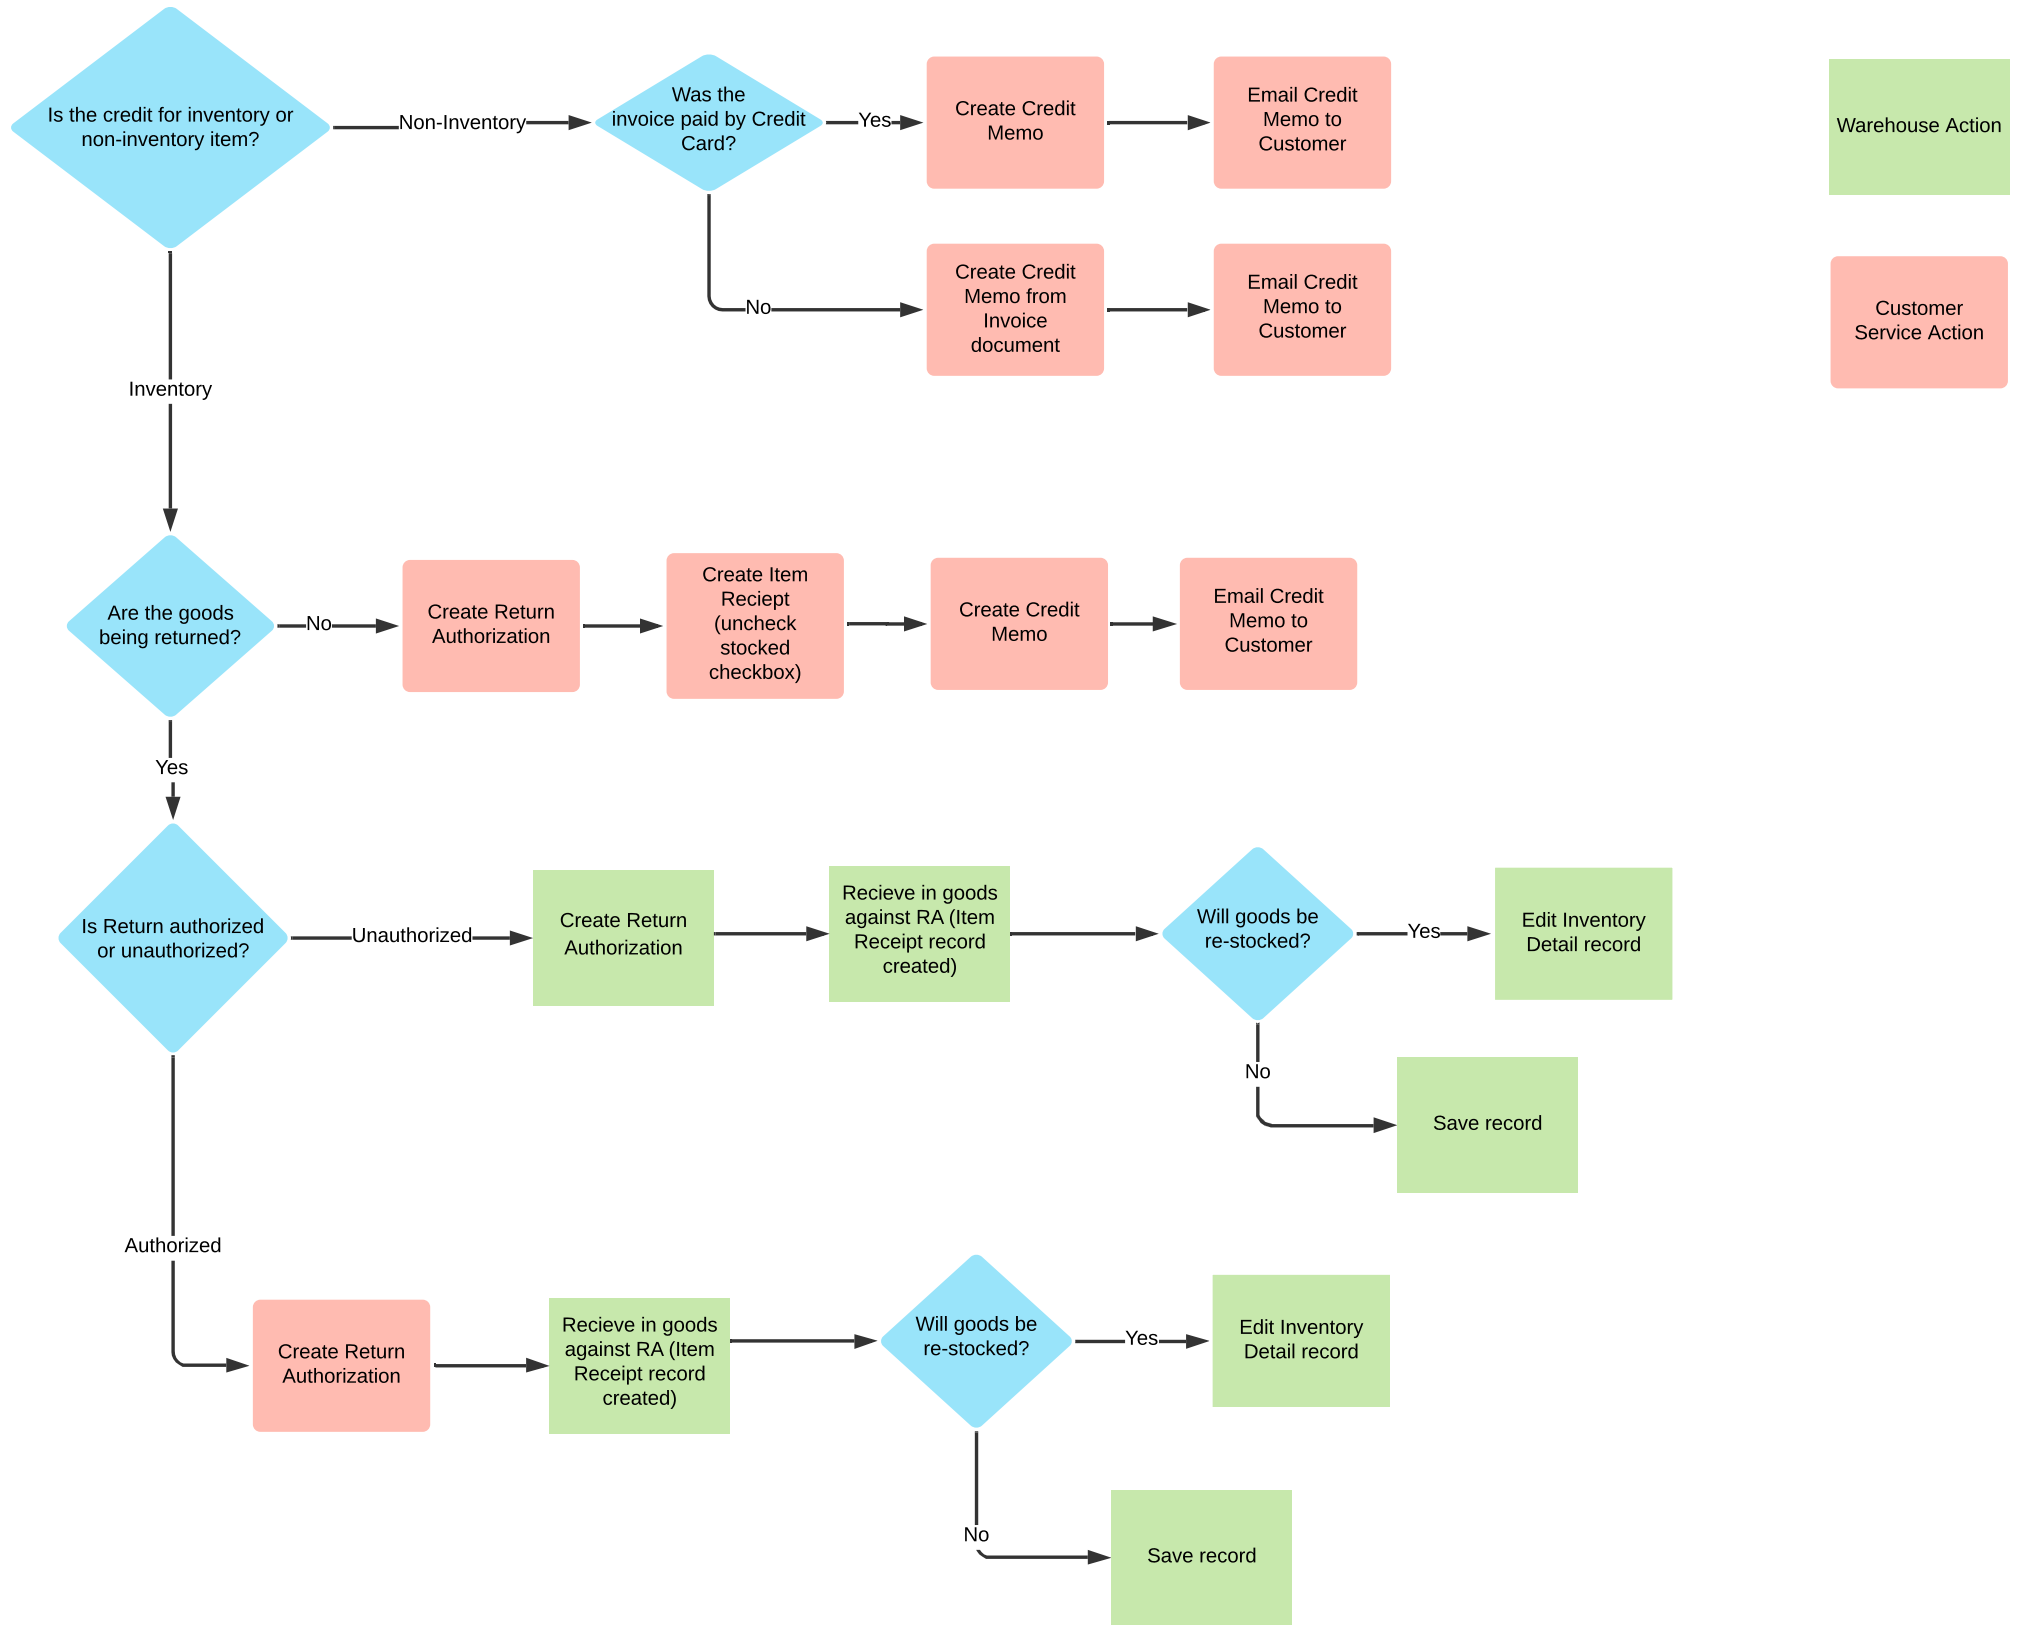 Is the credit for inventory or
non-inventory item?
Non-Inventory
Was the
invoice paid by Credit
Card?
Yes
Create Credit
Memo
Email Credit
Memo to
Customer
Warehouse Action
No
Create Credit
Memo from
Invoice
document
Email Credit
Memo to
Customer
Customer
Service Action
Inventory
Are the goods
being returned?
No
Create Return
Authorization
Create Item
Reciept
(uncheck
stocked
checkbox)
Create Credit
Memo
Email Credit
Memo to
Customer
Yes
Is Return authorized
or unauthorized?
Unauthorized
Create Return
Authorization
Recieve in goods
against RA (Item
Receipt record
created)
Will goods be
re-stocked?
Yes
Edit Inventory
Detail record
No
Save record
Authorized
Create Return
Authorization
Recieve in goods
against RA (Item
Receipt record
created)
Will goods be
re-stocked?
Yes
Edit Inventory
Detail record
No
Save record